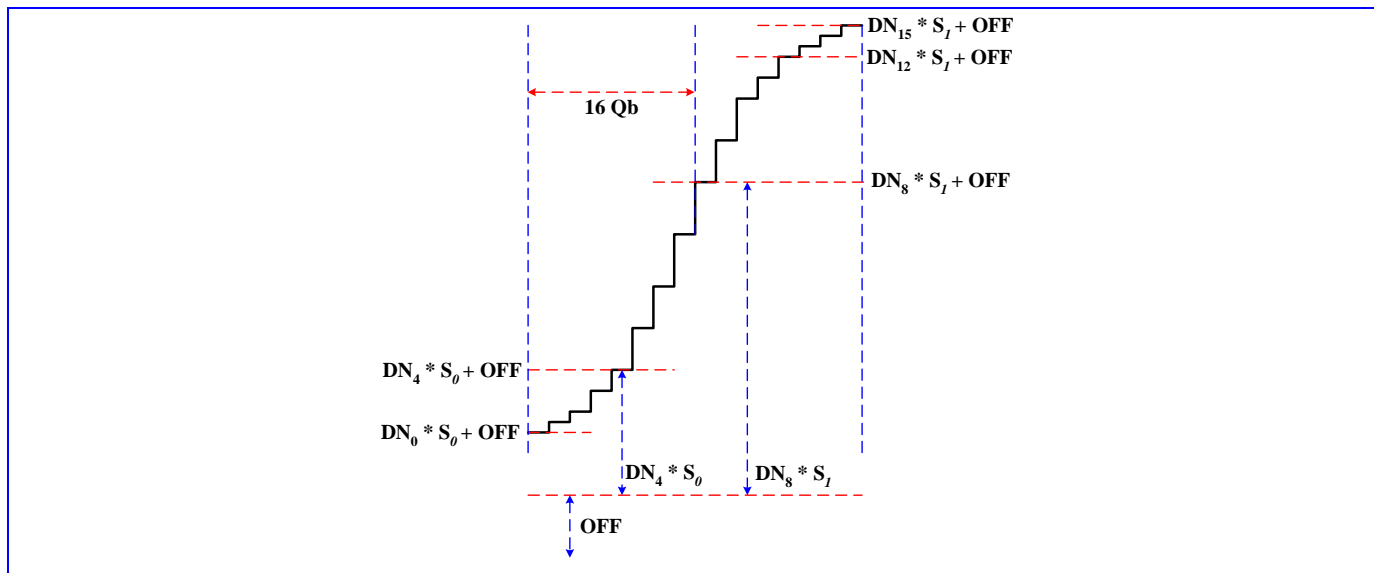 DN₁₅ * S₁ + OFF
DN₁₂ * S₁ + OFF
16 Qb
DN₈ * S₁ + OFF
DN₄ * S₀ + OFF
DN₀ * S₀ + OFF
DN₄ * S₀
DN₈ * S₁
OFF